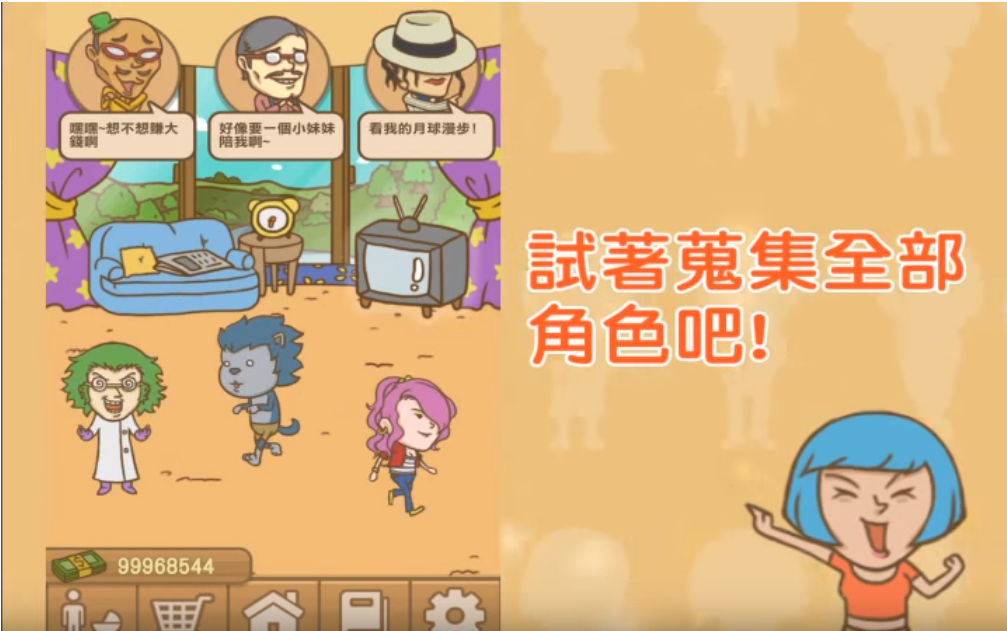 嘿嘿~想不想賺大
錢啊
好像要一個小妹妹
陪我啊~
看我的月球漫步!
試著蒐集全部
角色吧!
99968544